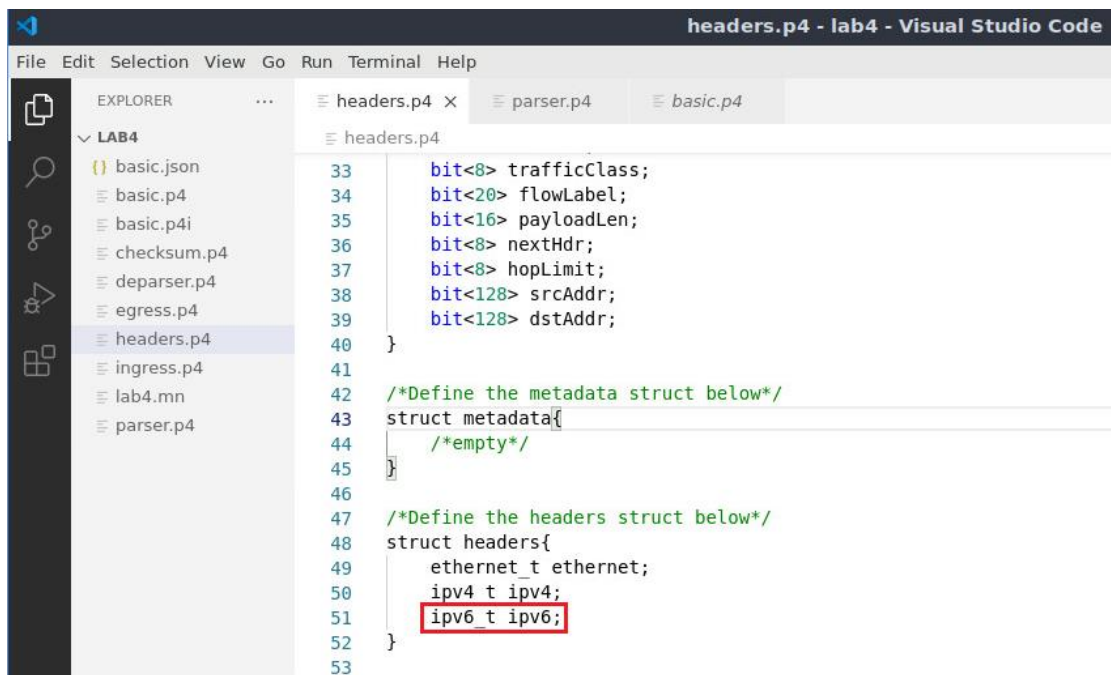 headers.p4 - lab4 - Visual Studio Code
File Edit Selection View Go Run Terminal Help
EXPLORER ...
LAB4
{} basic.json
basic.p4
basic.p4i
checksum.p4
deparser.p4
egress.p4
headers.p4
ingress.p4
lab4.mn
parser.p4
headers.p4 × parser.p4 basic.p4
headers.p4
33 bit<8> trafficClass;
34 bit<20> flowLabel;
35 bit<16> payloadLen;
36 bit<8> nextHdr;
37 bit<8> hopLimit;
38 bit<128> srcAddr;
39 bit<128> dstAddr;
40 }
41
42 /*Define the metadata struct below*/
43 struct metadata{
44 /*empty*/
45 }
46
47 /*Define the headers struct below*/
48 struct headers{
49 ethernet_t ethernet;
50 ipv4_t ipv4;
51 ipv6_t ipv6;
52 }
53